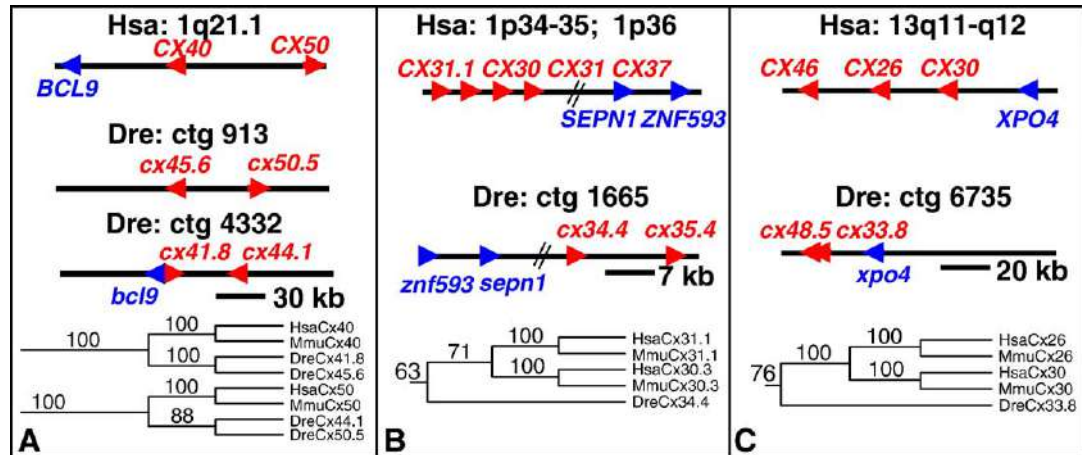 Hsa: 1q21.1
CX40 CX50
BCL9
Dre: ctg 913
cx45.6 cx50.5
Dre: ctg 4332
cx41.8 cx44.1
bcl9
30 kb
100
100
100
HsaCx40
MmuCx40
DreCx41.8
DreCx45.6
100
100
88
HsaCx50
MmuCx50
DreCx44.1
DreCx50.5
A
Hsa: 1p34-35; 1p36
CX31.1 CX30 CX31 CX37
SEPN1 ZNF593
Dre: ctg 1665
cx34.4 cx35.4
znf593 sepn1
7 kb
63
71
100
100
HsaCx31.1
MmuCx31.1
HsaCx30.3
MmuCx30.3
DreCx34.4
B
Hsa: 13q11-q12
CX46 CX26 CX30
XPO4
Dre: ctg 6735
cx48.5 cx33.8
xpo4
20 kb
76
100
100
100
HsaCx26
MmuCx26
HsaCx30
MmuCx30
DreCx33.8
C